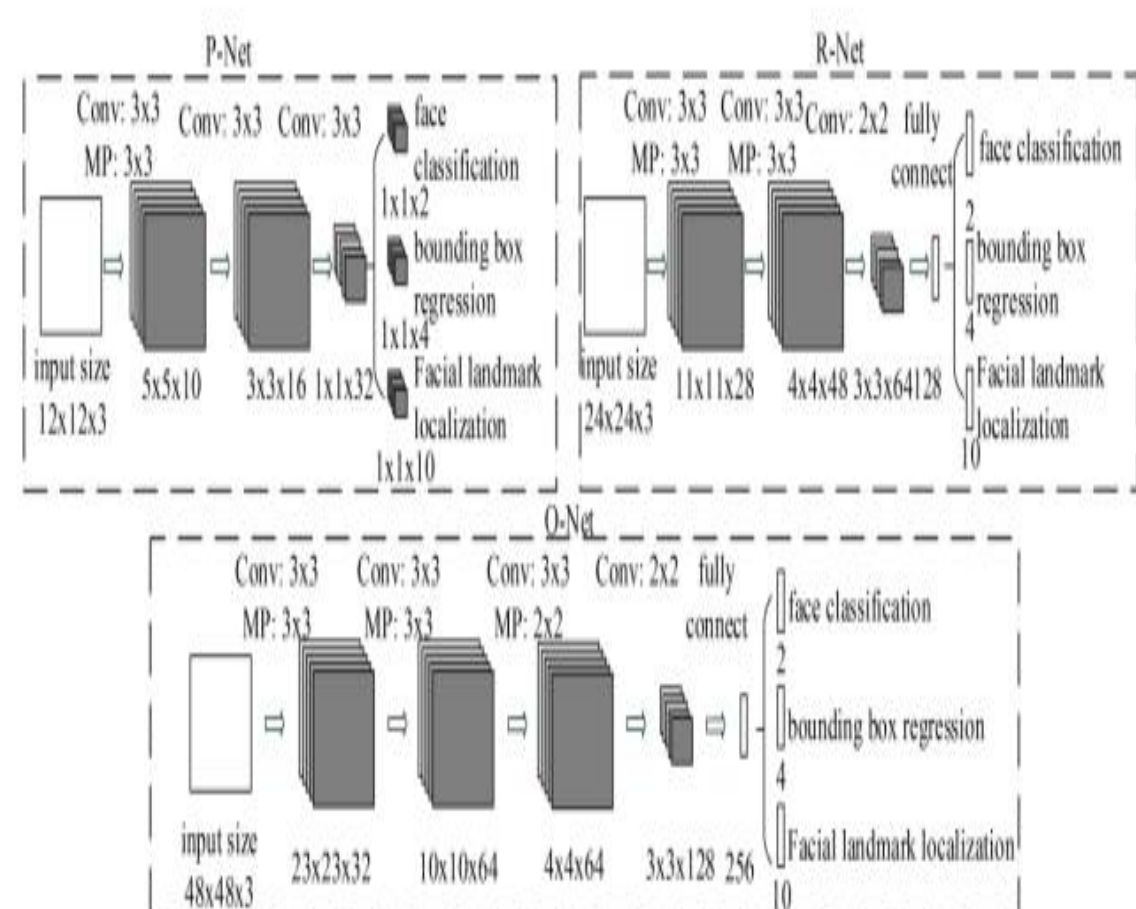 P-Net
Conv: 3x3 Conv: 3x3 Conv: 3x3
MP: 3x3
face
classification
1x1x2
bounding box
regression
1x1x4
Facial landmark
localization
1x1x10
input size
12x12x3
5x5x10
3x3x16
1x1x32
R-Net
Conv: 3x3 Conv: 3x3 Conv: 2x2 fully
MP: 3x3 MP: 3x3 connect
face classification
2
bounding box
regression
4
Facial landmark
localization
10
input size
24x24x3
11x11x28
4x4x48
3x3x64
128
O-Net
Conv: 3x3 Conv: 3x3 Conv: 3x3 Conv: 2x2 fully
MP: 3x3 MP: 3x3 MP: 2x2 connect
face classification
2
bounding box regression
4
Facial landmark localization
10
input size
48x48x3
23x23x32
10x10x64
4x4x64
3x3x128
256